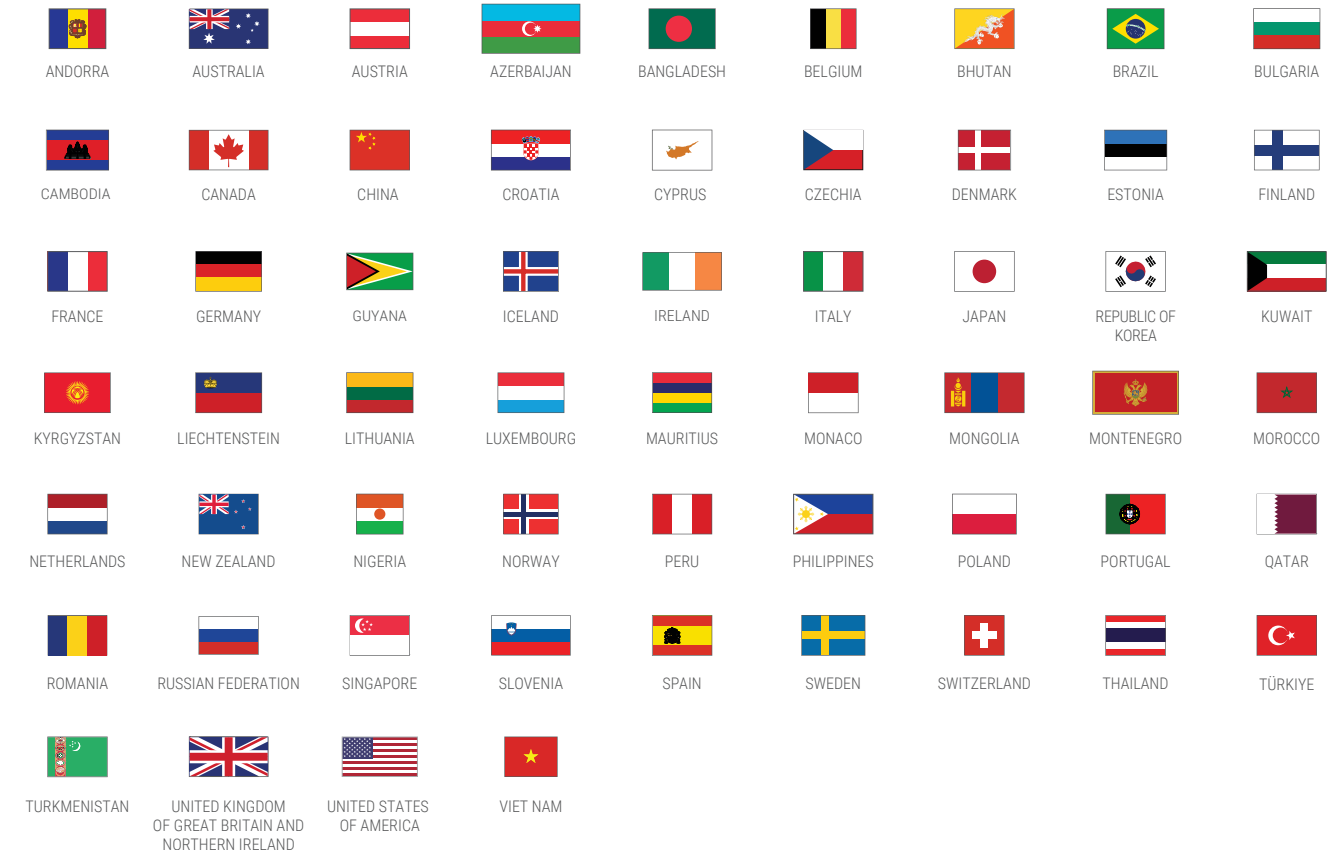 ANDORRA
AUSTRALIA
AUSTRIA
AZERBAIJAN
BANGLADESH
BELGIUM
BHUTAN
BRAZIL
BULGARIA
CAMBODIA
CANADA
CHINA
CROATIA
CYPRUS
CZECHIA
DENMARK
ESTONIA
FINLAND
FRANCE
GERMANY
GUYANA
ICELAND
IRELAND
ITALY
JAPAN
REPUBLIC OF
KOREA
KUWAIT
KYRGYZSTAN
LIECHTENSTEIN
LITHUANIA
LUXEMBOURG
MAURITIUS
MONACO
MONGOLIA
MONTENEGRO
MOROCCO
NETHERLANDS
NEW ZEALAND
NIGERIA
NORWAY
PERU
PHILIPPINES
POLAND
PORTUGAL
QATAR
ROMANIA
RUSSIAN FEDERATION
SINGAPORE
SLOVENIA
SPAIN
SWEDEN
SWITZERLAND
THAILAND
TÜRKIYE
TURKMENISTAN
UNITED KINGDOM
OF GREAT BRITAIN AND
NORTHERN IRELAND
UNITED STATES
OF AMERICA
VIET NAM